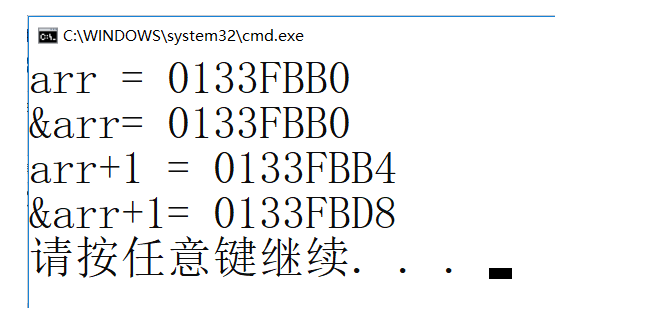 C:\WINDOWS\system32\cmd.exe
arr = 0133FBB0
&arr= 0133FBB0
arr+1 = 0133FBB4
&arr+1= 0133FBD8
请按任意键继续. . .